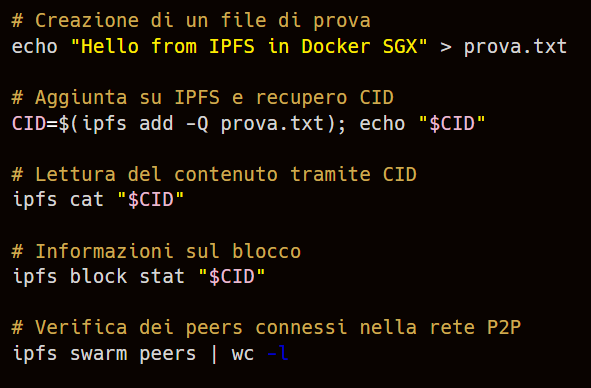 # Creazione di un file di prova
echo "Hello from IPFS in Docker SGX" > prova.txt
# Aggiunta su IPFS e recupero CID
CID=$(ipfs add -Q prova.txt); echo "$CID"
# Lettura del contenuto tramite CID
ipfs cat "$CID"
# Informazioni sul blocco
ipfs block stat "$CID"
# Verifica dei peers connessi nella rete P2P
ipfs swarm peers | wc -l